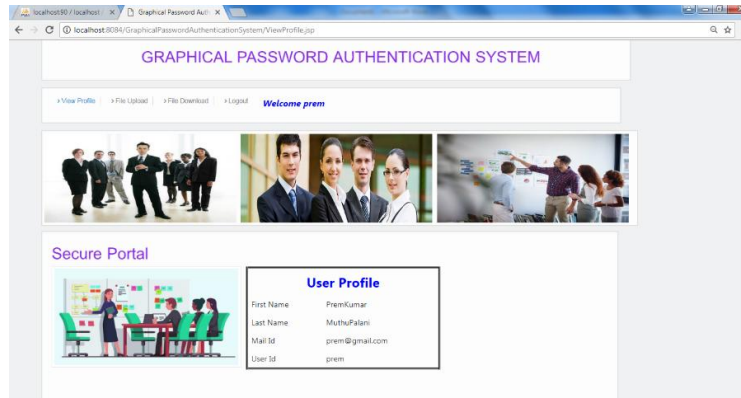 localhost:90 / localhost
Graphical Password Auth
localhost:8084/GraphicalPasswordAuthenticationSystem/ViewProfile.jsp
GRAPHICAL PASSWORD AUTHENTICATION SYSTEM
> View Profile > File Upload > File Download > Logout Welcome prem
Secure Portal
User Profile
First Name PremKumar
Last Name MuthuPalani
Mail Id prem@gmail.com
User Id prem